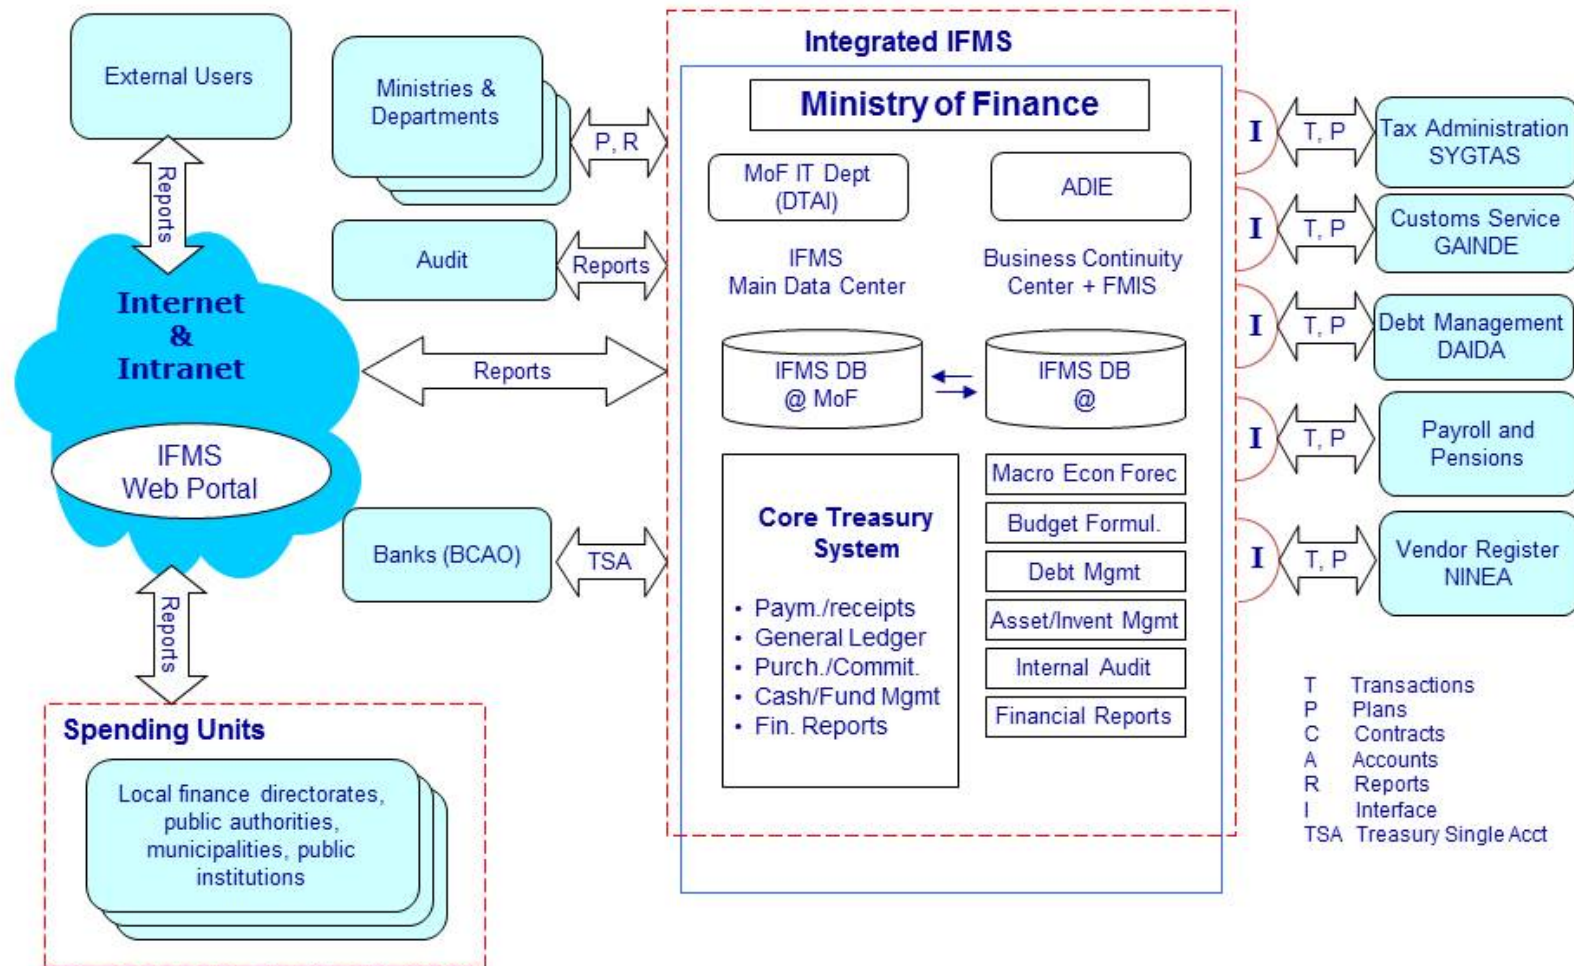 External Users
Reports
Internet
&
Intranet
IFMS
Web Portal
Reports
Spending Units
Local finance directorates,
public authorities,
municipalities, public
institutions
Ministries &
Departments
P, R
Audit
Reports
Reports
Banks (BCAO)
TSA
Integrated IFMS
Ministry of Finance
MoF IT Dept
(DTAI)
ADIE
IFMS
Main Data Center
Business Continuity
Center + FMIS
IFMS DB
@ MoF
IFMS DB
@
Core Treasury
System
• Paym./receipts
• General Ledger
• Purch./Commit.
• Cash/Fund Mgmt
• Fin. Reports
Macro Econ Forec
Budget Formul.
Debt Mgmt
Asset/Invent Mgmt
Internal Audit
Financial Reports
I
T, P
Tax Administration
SYGTAS
I
T, P
Customs Service
GAINDE
I
T, P
Debt Management
DAIDA
I
T, P
Payroll and
Pensions
I
T, P
Vendor Register
NINEA
T Transactions
P Plans
C Contracts
A Accounts
R Reports
I Interface
TSA Treasury Single Acct